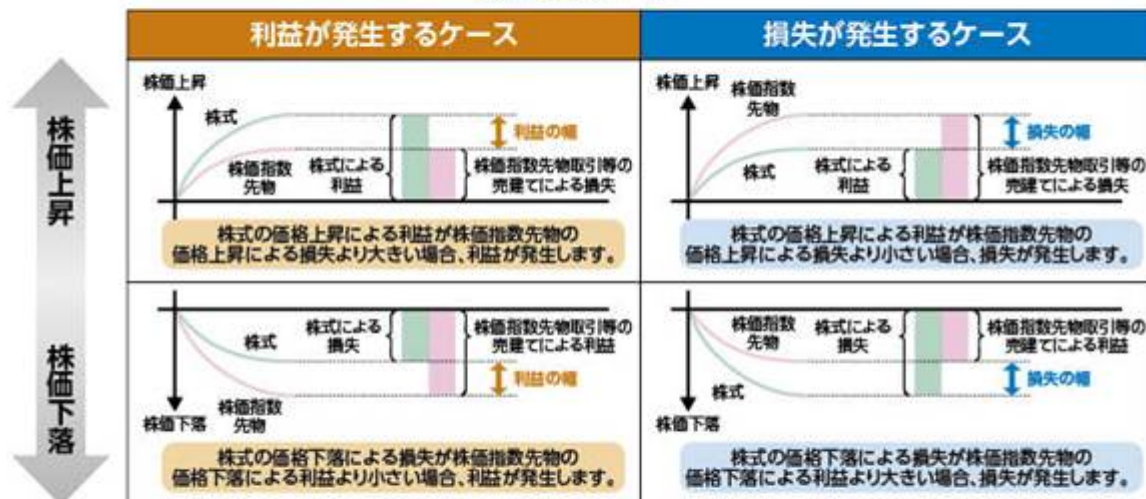 利益が発生するケース
損失が発生するケース
株価上昇
株価上昇
株式
株価指数
先物
株式による
利益
利益の幅
株価指数先物取引等の
売建てによる損失
株式の価格上昇による利益が株価指数先物の
価格上昇による損失より大きい場合、利益が発生します。
株価上昇
株価指数
先物
株式
株式による
利益
損失の幅
株価指数先物取引等の
売建てによる損失
株式の価格上昇による利益が株価指数先物の
価格上昇による損失より小さい場合、損失が発生します。
株価下落
株式
株価指数
先物
株価下落
株式による
損失
株価指数先物取引等の
売建てによる利益
利益の幅
株式の価格下落による損失が株価指数先物の
価格下落による利益より小さい場合、利益が発生します。
株価指数
先物
株式
株価下落
株式による
損失
株価指数先物取引等の
売建てによる利益
損失の幅
株式の価格下落による損失が株価指数先物の
価格下落による利益より大きい場合、損失が発生します。